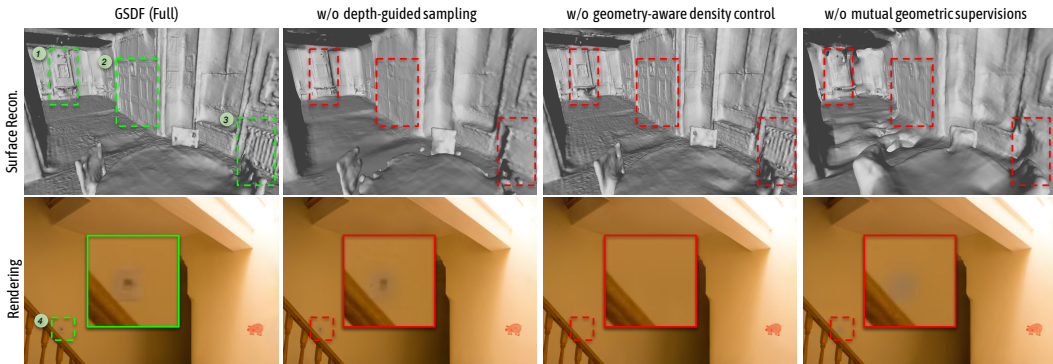 GSDF (Full)
w/o depth-guided sampling
w/o geometry-aware density control
w/o mutual geometric supervisions
Surface Recon.
1
2
3
Rendering
4